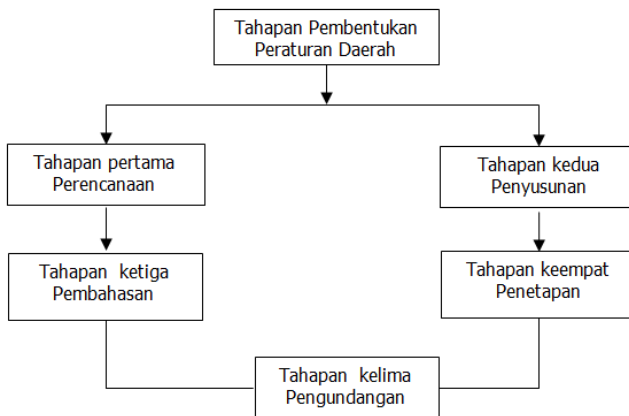 Tahapan Pembentukan
Peraturan Daerah
Tahapan pertama
Perencanaan
Tahapan kedua
Penyusunan
Tahapan ketiga
Pembahasan
Tahapan keempat
Penetapan
Tahapan kelima
Pengundangan